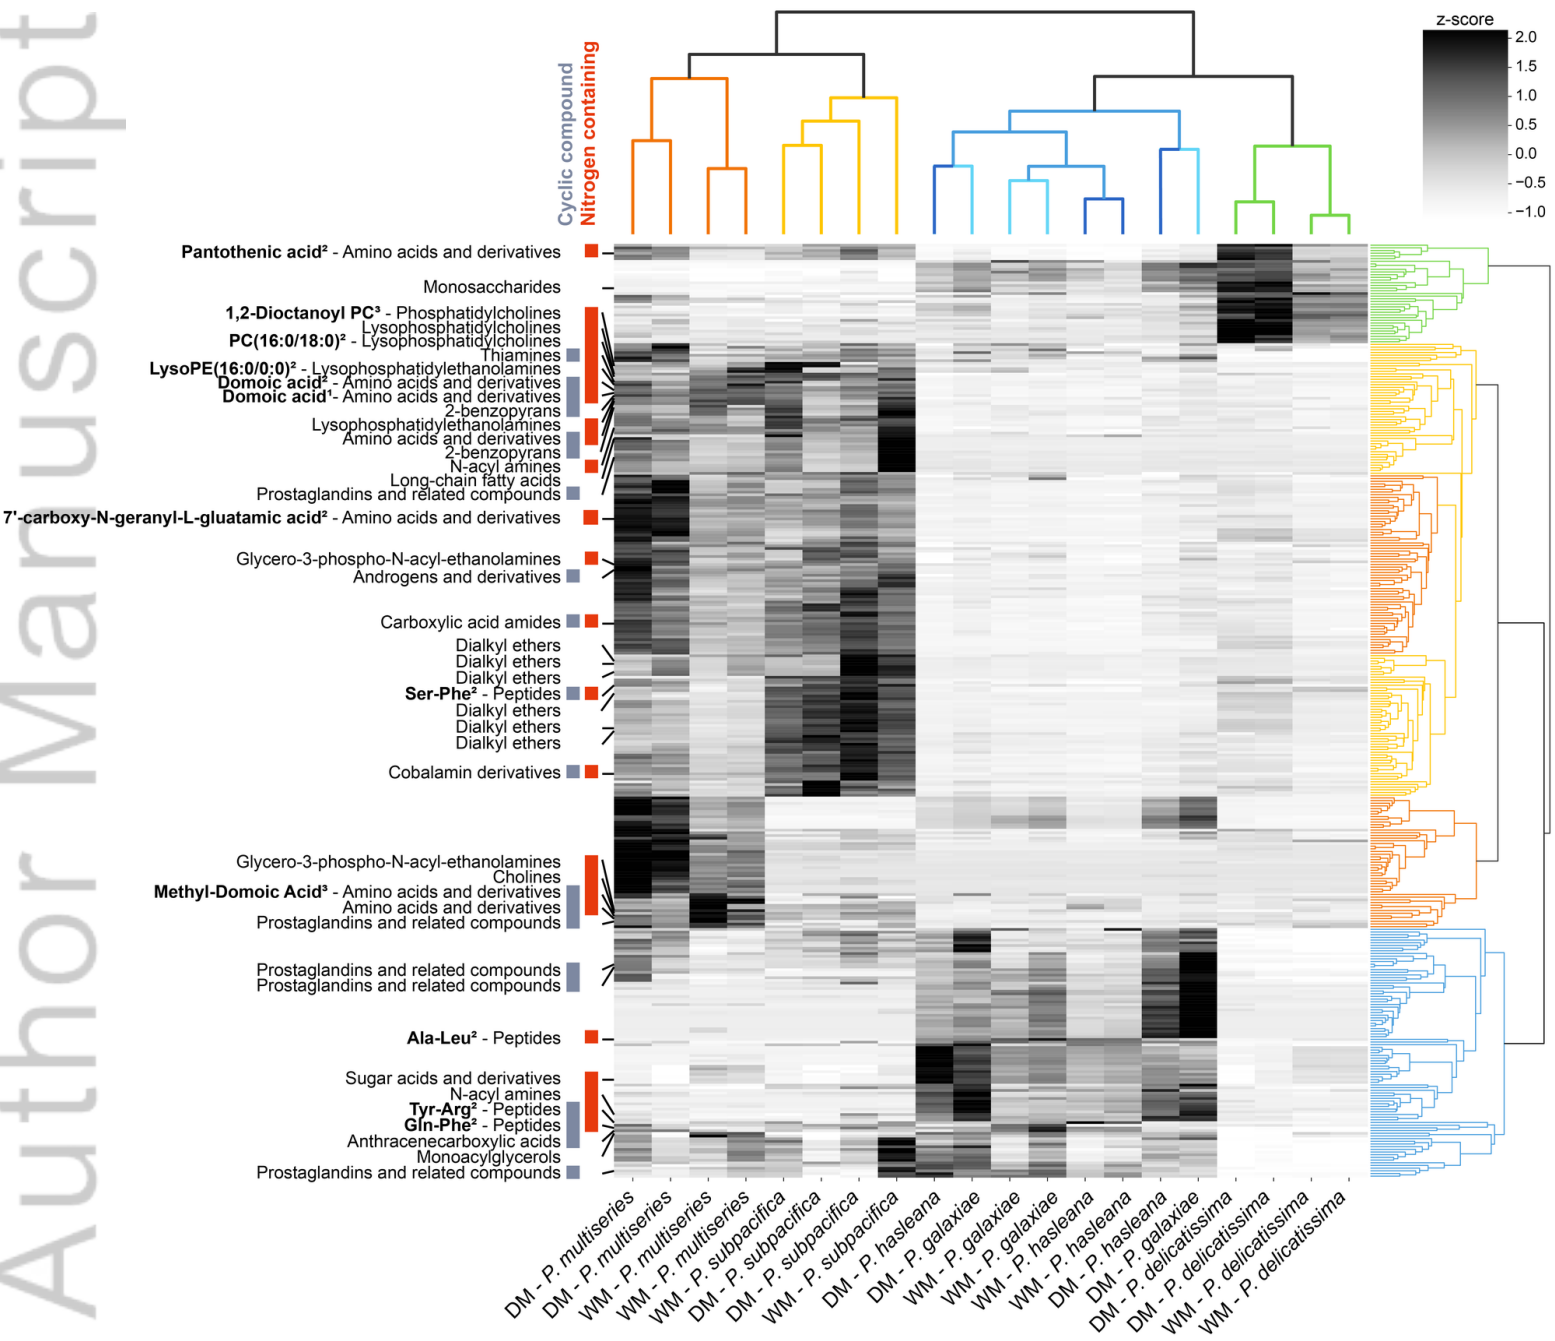 Author Manuscript
Cyclic compound
Nitrogen containing
z-score
2.0
1.5
1.0
0.5
0.0
−0.5
−1.0
Pantothenic acid² - Amino acids and derivatives
Monosaccharides
1,2-Dioctanoyl PC³ - Phosphatidylcholines
Lysophosphatidylcholines
PC(16:0/18:0)² - Lysophosphatidylcholines
Thiamines
LysoPE(16:0/0:0)² - Lysophosphatidylethanolamines
Domoic acid² - Amino acids and derivatives
Domoic acid¹- Amino acids and derivatives
2-benzopyrans
Lysophosphatidylethanolamines
Amino acids and derivatives
2-benzopyrans
N-acyl amines
Long-chain fatty acids
Prostaglandins and related compounds
7'-carboxy-N-geranyl-L-gluatamic acid² - Amino acids and derivatives
Glycero-3-phospho-N-acyl-ethanolamines
Androgens and derivatives
Carboxylic acid amides
Dialkyl ethers
Dialkyl ethers
Dialkyl ethers
Ser-Phe² - Peptides
Dialkyl ethers
Dialkyl ethers
Dialkyl ethers
Cobalamin derivatives
Glycero-3-phospho-N-acyl-ethanolamines
Cholines
Methyl-Domoic Acid³ - Amino acids and derivatives
Amino acids and derivatives
Prostaglandins and related compounds
Prostaglandins and related compounds
Prostaglandins and related compounds
Ala-Leu² - Peptides
Sugar acids and derivatives
N-acyl amines
Tyr-Arg² - Peptides
Gln-Phe² - Peptides
Anthracenecarboxylic acids
Monoacylglycerols
Prostaglandins and related compounds
DM - P. multiseries
DM - P. multiseries
WM - P. multiseries
WM - P. multiseries
WM - P. subpacifica
DM - P. subpacifica
DM - P. subpacifica
WM - P. subpacifica
DM - P. hasleana
DM - P. galaxiae
WM - P. galaxiae
WM - P. galaxiae
WM - P. hasleana
WM - P. hasleana
DM - P. hasleana
DM - P. galaxiae
DM - P. delicatissima
DM - P. delicatissima
WM - P. delicatissima
WM - P. delicatissima